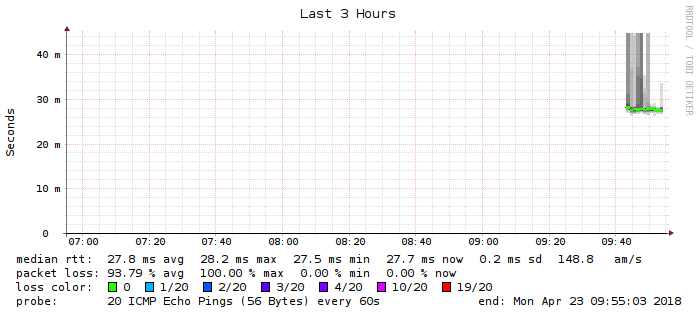 Last 3 Hours
RRDTOOL / TOBI OETIKER
Seconds
40 m
30 m
20 m
10 m
0
07:00 07:20 07:40 08:00 08:20 08:40 09:00 09:20 09:40
median rtt: 27.8 ms avg 28.2 ms max 27.5 ms min 27.7 ms now 0.2 ms sd 148.8 am/s
packet loss: 93.79 % avg 100.00 % max 0.00 % min 0.00 % now
loss color: 0 1/20 2/20 3/20 4/20 10/20 19/20
probe: 20 ICMP Echo Pings (56 Bytes) every 60s end: Mon Apr 23 09:55:03 2018